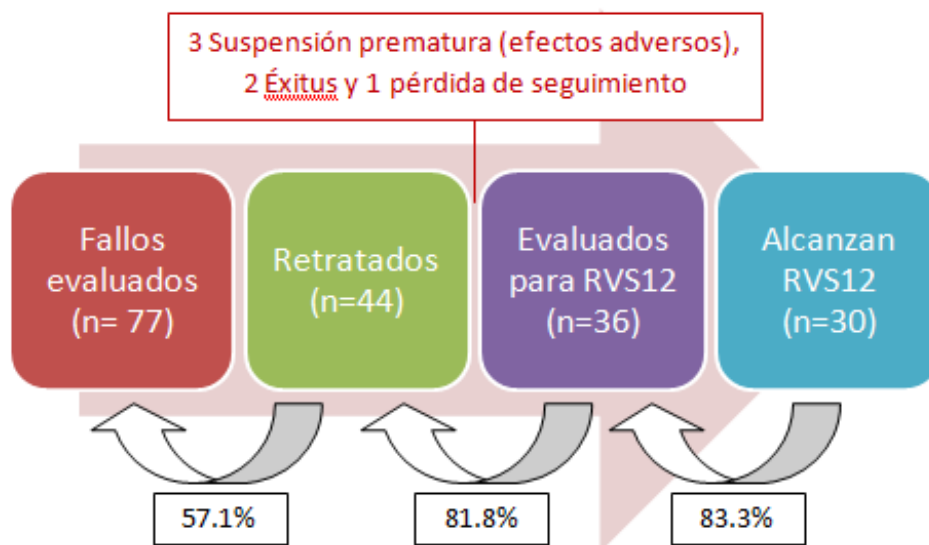 3 Suspensión prematura (efectos adversos),
2 Éxitus y 1 pérdida de seguimiento
Fallos
evaluados
(n= 77)
Retratados
(n=44)
Evaluados
para RVS12
(n=36)
Alcanzan
RVS12
(n=30)
57.1%
81.8%
83.3%